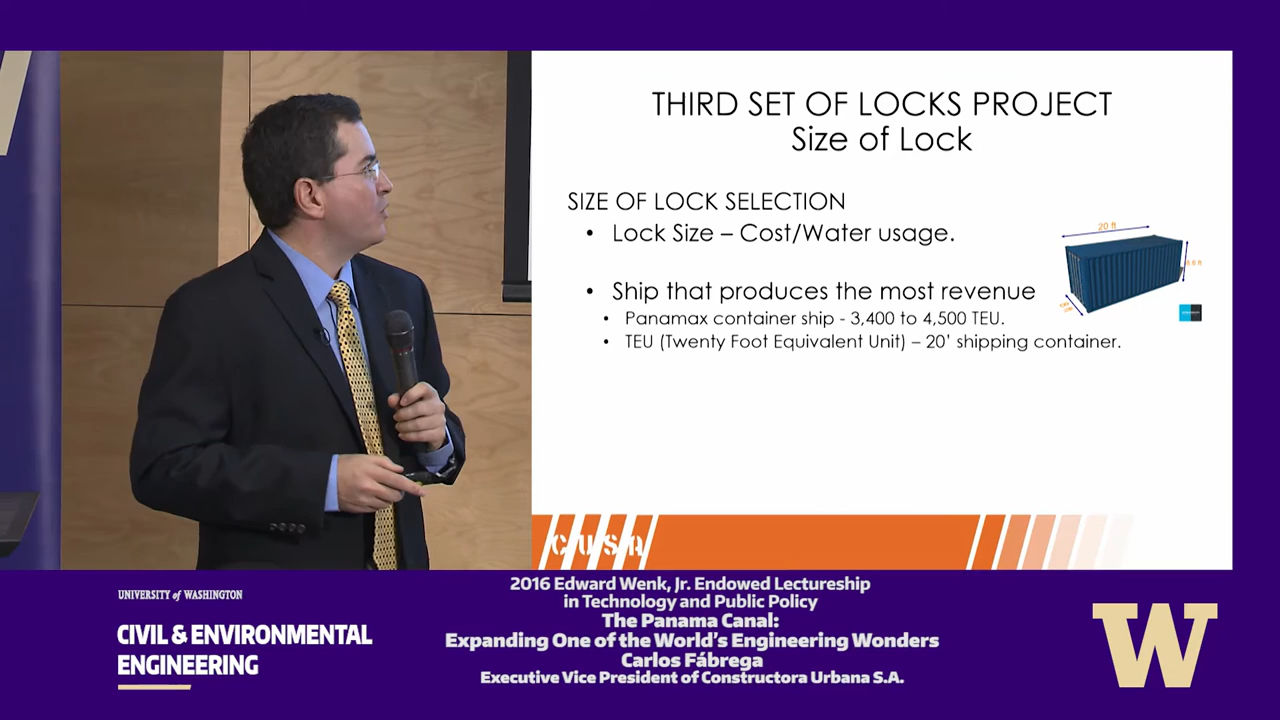 THIRD SET OF LOCKS PROJECT
Size of Lock
SIZE OF LOCK SELECTION
• Lock Size – Cost/Water usage.
20 ft
• Ship that produces the most revenue
• Panamax container ship - 3,400 to 4,500 TEU.
• TEU (Twenty Foot Equivalent Unit) – 20' shipping container.
CUSA
UNIVERSITY of WASHINGTON
CIVIL & ENVIRONMENTAL
ENGINEERING
2016 Edward Wenk, Jr. Endowed Lectureship
in Technology and Public Policy
The Panama Canal:
Expanding One of the World's Engineering Wonders
Carlos Fábrega
Executive Vice President of Constructora Urbana S.A.
W